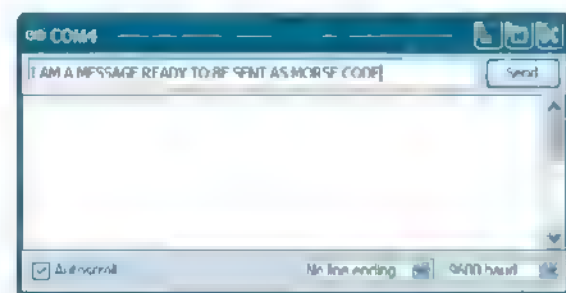 COM4
I AM A MESSAGE READY TO BE SENT AS MORSE CODE
Send
Autoscroll
No line ending
9600 baud